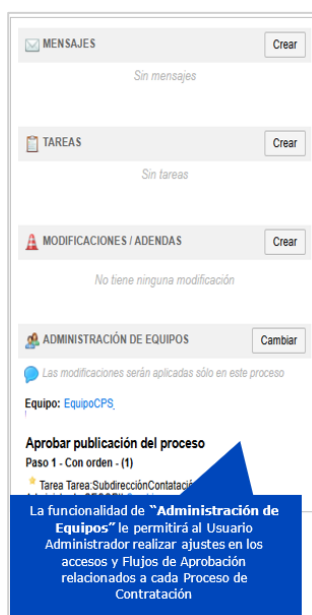 MENSAJES
Crear
Sin mensajes
TAREAS
Crear
Sin tareas
MODIFICACIONES / ADENDAS
Crear
No tiene ninguna modificación
ADMINISTRACIÓN DE EQUIPOS
Cambiar
Las modificaciones serán aplicadas sólo en este proceso
Equipo: EquipoCPS
Aprobar publicación del proceso
Paso 1 - Con orden - (1)
Tarea Tarea:SubdirecciónContatació
La funcionalidad de “Administración de
Equipos” le permitirá al Usuario
Administrador realizar ajustes en los
accesos y Flujos de Aprobación
relacionados a cada Proceso de
Contratación